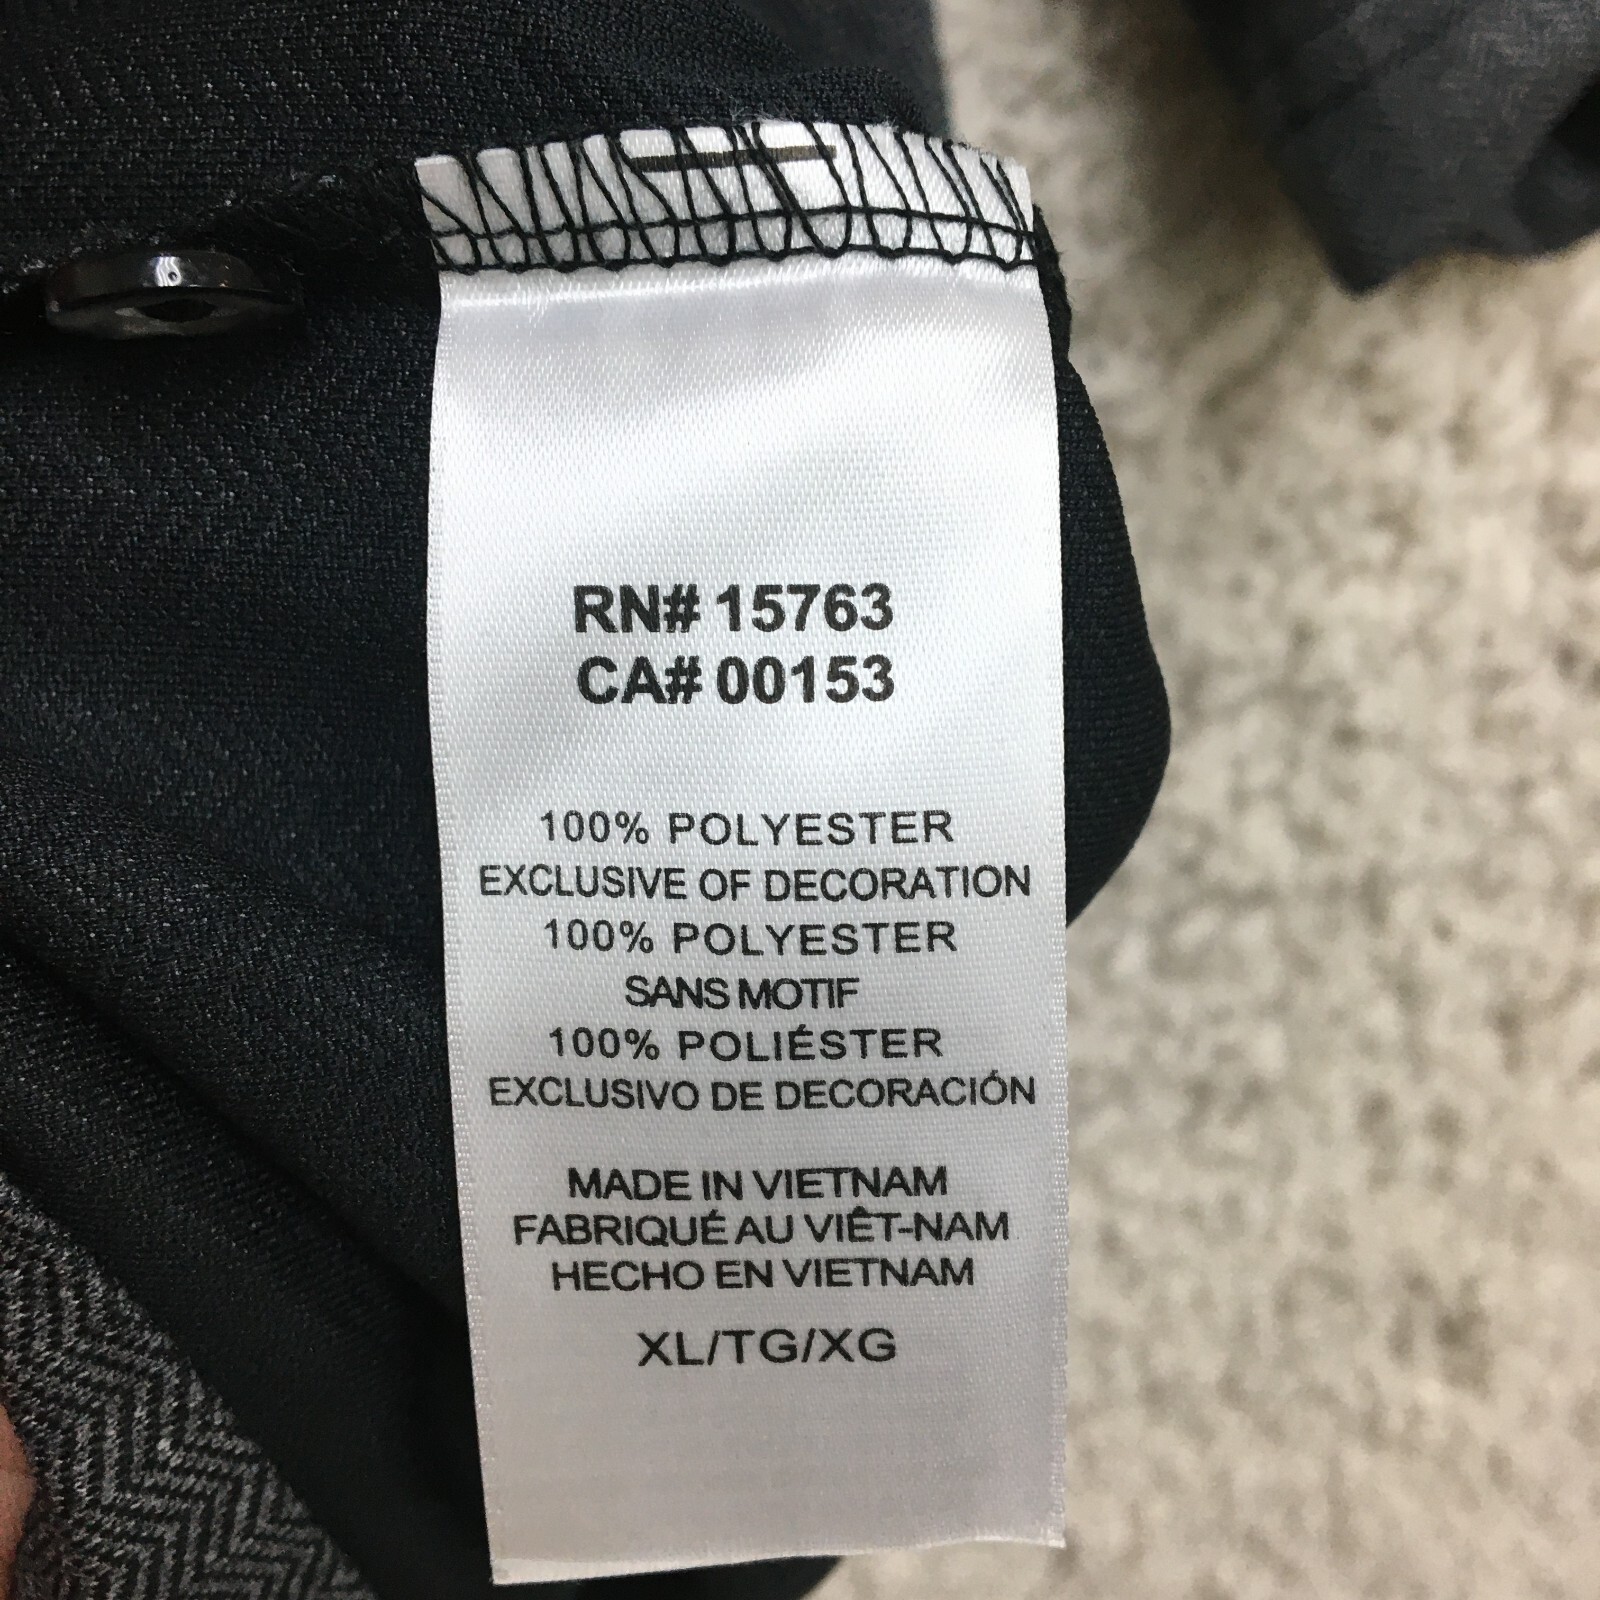 RN# 15763
CA# 00153
100% POLYESTER
EXCLUSIVE OF DECORATION
100% POLYESTER
SANS MOTIF
100% POLIÉSTER
EXCLUSIVO DE DECORACIÓN
MADE IN VIETNAM
FABRIQUÉ AU VIÊT-NAM
HECHO EN VIETNAM
XL/TG/XG